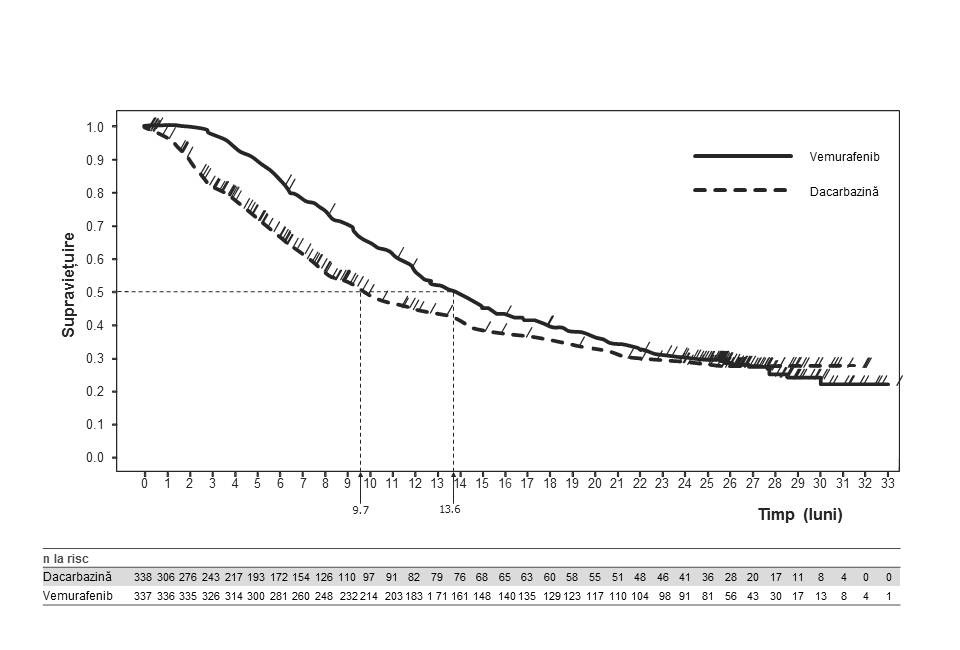 1.0
Vemurafenib
0.9
Dacarbazină
0.8
0.7
0.6
0.5
0.4
0.3
0.2
0.1
0.0
Supraviețuire
0 1 2 3 4 5 6 7 8 9 10 11 12 13 14 15 16 17 18 19 20 21 22 23 24 25 26 27 28 29 30 31 32 33
9.7 13.6
Timp (luni)
n la risc
Dacarbazină 338 306 276 243 217 193 172 154 126 110 97 91 82 79 76 68 65 63 60 58 55 51 48 46 41 36 28 20 17 11 8 4 0 0
Vemurafenib 337 336 335 326 314 300 281 260 248 232 214 203 183 1 71 161 148 140 135 129 123 117 110 104 98 91 81 56 43 30 17 13 8 4 1